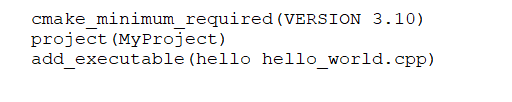 cmake_minimum_required(VERSION 3.10)
project(MyProject)
add_executable(hello hello_world.cpp)